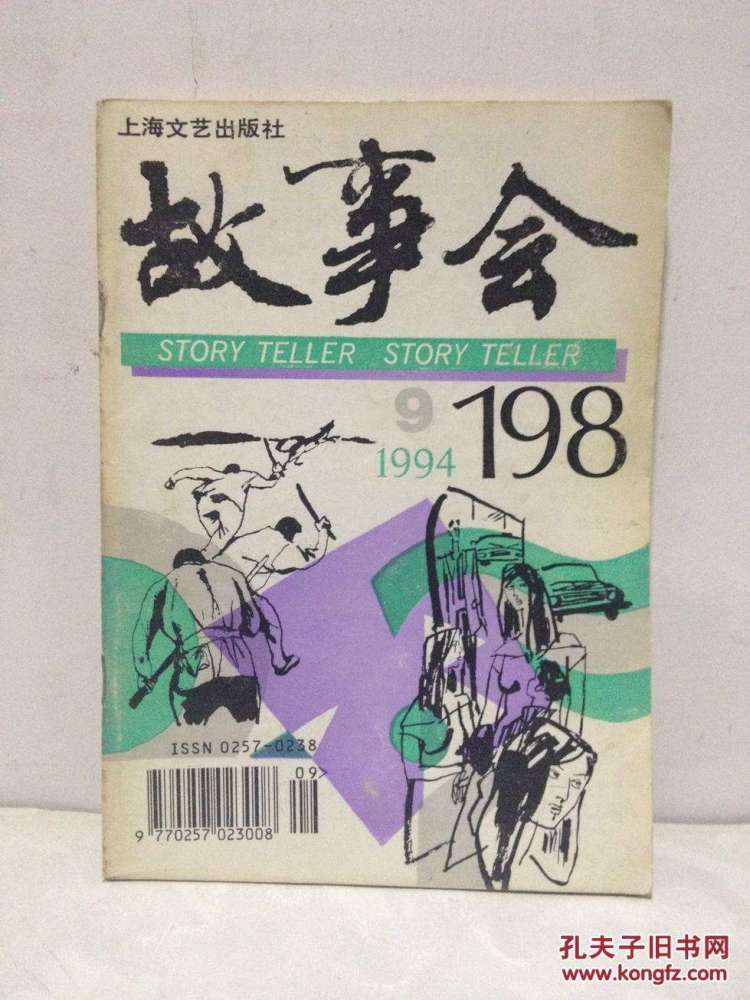 上海文艺出版社
故事会
STORY TELLER STORY TELLER
9
1994 198
ISSN 0257-0238
09>
9 770257 023008
孔夫子旧书网
www.kongfz.com